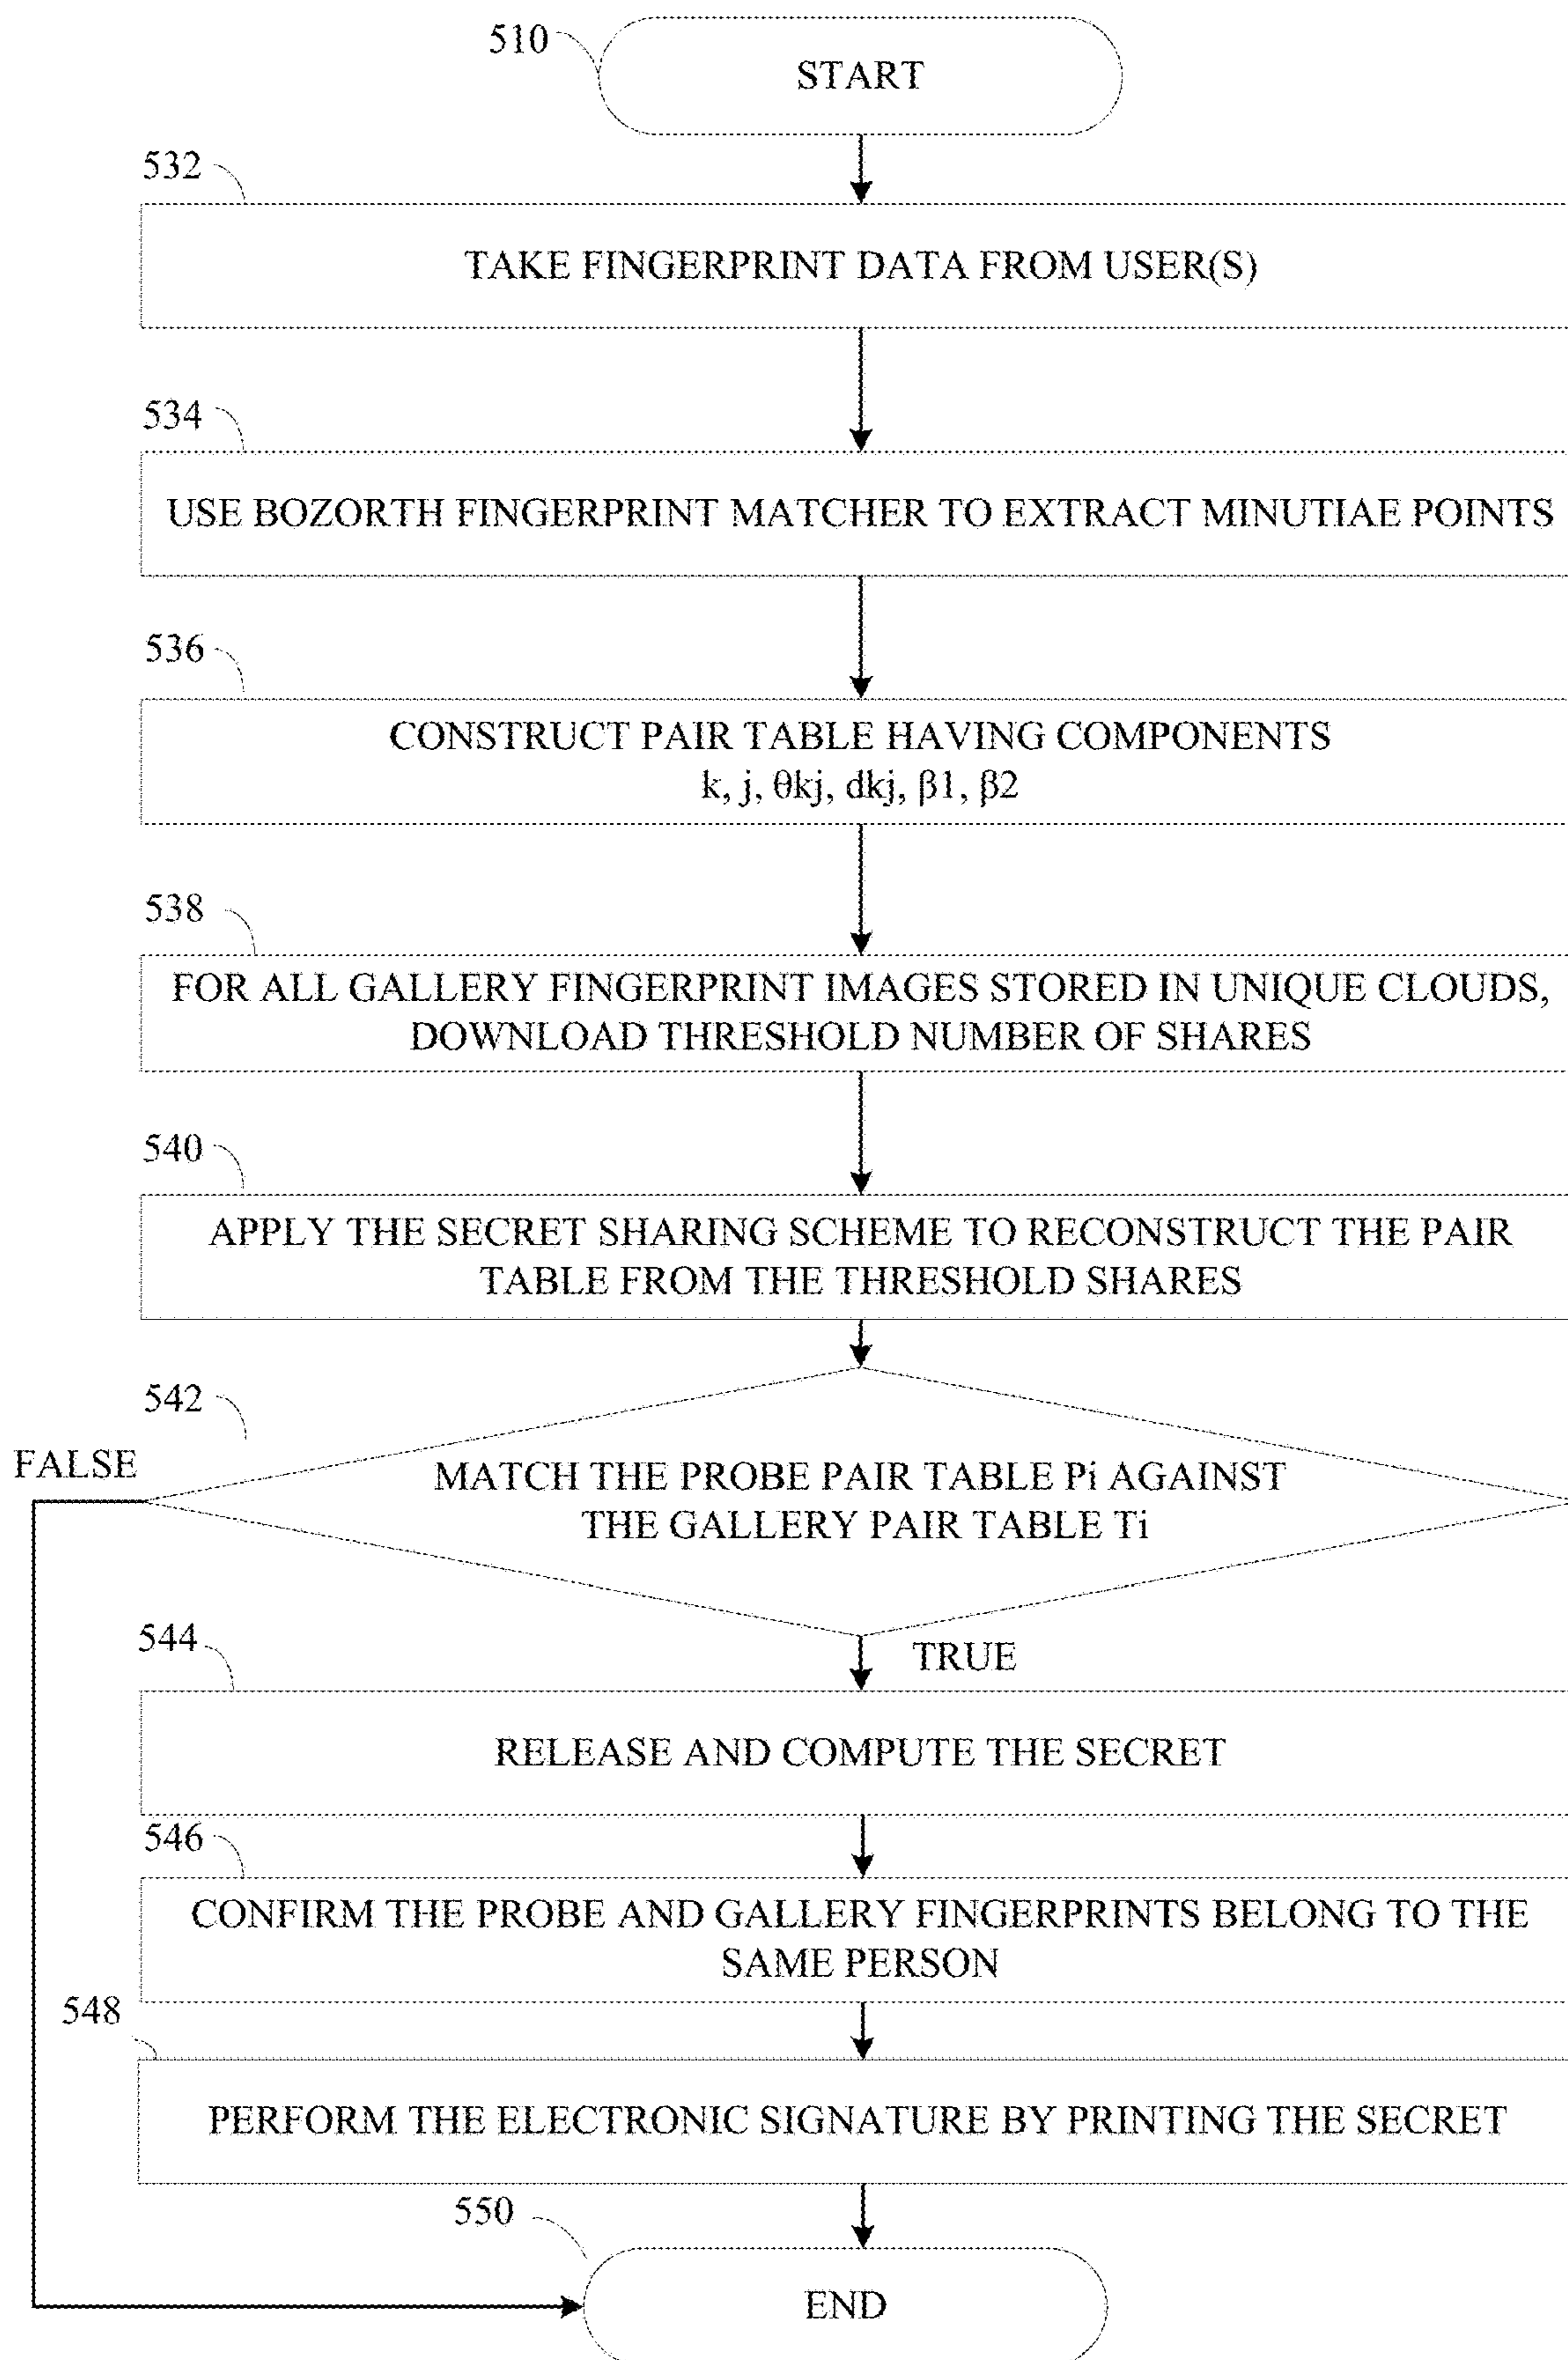 510
START
532
TAKE FINGERPRINT DATA FROM USER(S)
534
USE BOZORTH FINGERPRINT MATCHER TO EXTRACT MINUTIAE POINTS
536
CONSTRUCT PAIR TABLE HAVING COMPONENTS
k, j, θkj, dkj, β1, β2
538
FOR ALL GALLERY FINGERPRINT IMAGES STORED IN UNIQUE CLOUDS,
DOWNLOAD THRESHOLD NUMBER OF SHARES
540
APPLY THE SECRET SHARING SCHEME TO RECONSTRUCT THE PAIR
TABLE FROM THE THRESHOLD SHARES
542
FALSE
MATCH THE PROBE PAIR TABLE Pi AGAINST
THE GALLERY PAIR TABLE Ti
544
TRUE
RELEASE AND COMPUTE THE SECRET
546
CONFIRM THE PROBE AND GALLERY FINGERPRINTS BELONG TO THE
SAME PERSON
548
PERFORM THE ELECTRONIC SIGNATURE BY PRINTING THE SECRET
550
END